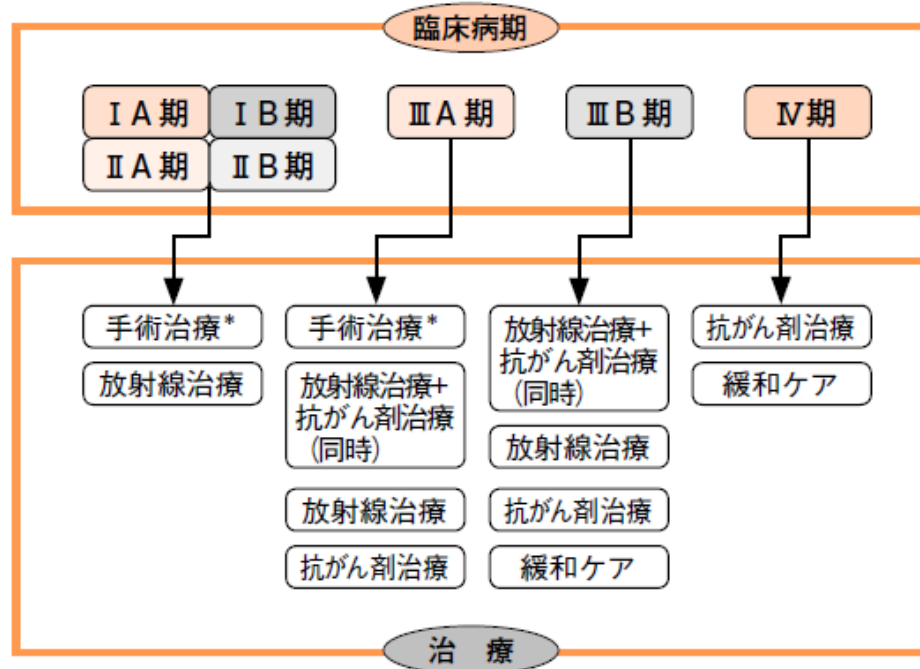 臨床病期
ⅠA期
ⅠB期
ⅡA期
ⅡB期
ⅢA期
ⅢB期
Ⅳ期
手術治療*
放射線治療
手術治療*
放射線治療+
抗がん剤治療
(同時)
放射線治療
抗がん剤治療
放射線治療+
抗がん剤治療
(同時)
放射線治療
抗がん剤治療
緩和ケア
抗がん剤治療
緩和ケア
治 療